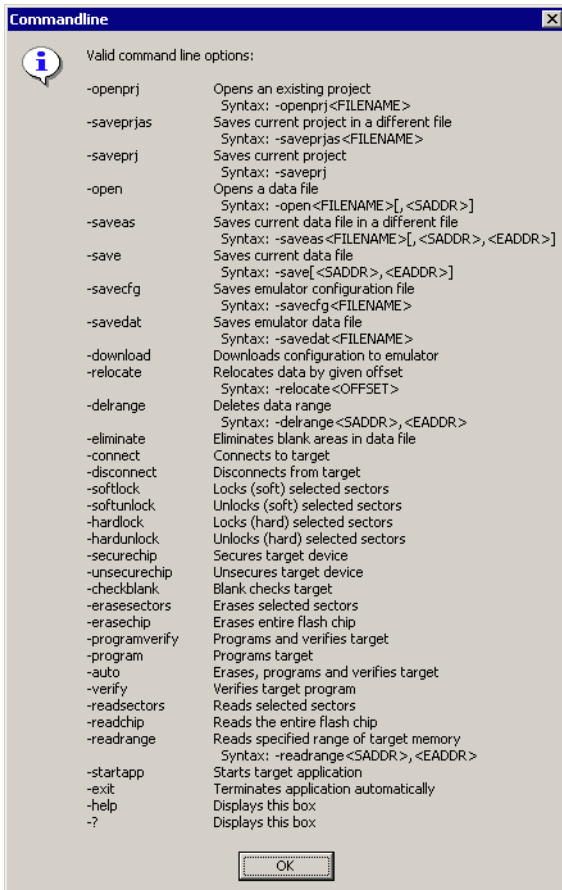 Commandline
Valid command line options:
-openprj Opens an existing project
Syntax: -openprj<FILENAME>
-saveprjas Saves current project in a different file
Syntax: -saveprjas<FILENAME>
-saveprj Saves current project
Syntax: -saveprj
-open Opens a data file
Syntax: -open<FILENAME>[,<SADDR>]
-saveas Saves current data file in a different file
Syntax: -saveas<FILENAME>[,<SADDR>,<EADDR>]
-save Saves current data file
Syntax: -save[<SADDR>,<EADDR>]
-savecfg Saves emulator configuration file
Syntax: -savecfg<FILENAME>
-savedat Saves emulator data file
Syntax: -savedat<FILENAME>
-download Downloads configuration to emulator
-relocate Relocates data by given offset
Syntax: -relocate<OFFSET>
-delrange Deletes data range
Syntax: -delrange<SADDR>,<EADDR>
-eliminate Eliminates blank areas in data file
-connect Connects to target
-disconnect Disconnects from target
-softlock Locks (soft) selected sectors
-softunlock Unlocks (soft) selected sectors
-hardlock Locks (hard) selected sectors
-hardunlock Unlocks (hard) selected sectors
-securechip Secures target device
-unsecurechip Unsecures target device
-checkblank Blank checks target
-erasesectors Erases selected sectors
-erasechip Erases entire flash chip
-programverify Programs and verifies target
-program Programs target
-auto Erases, programs and verifies target
-verify Verifies target program
-readsectors Reads selected sectors
-readchip Reads the entire flash chip
-readrange Reads specified range of target memory
Syntax: -readrange<SADDR>,<EADDR>
-startapp Starts target application
-exit Terminates application automatically
-help Displays this box
-? Displays this box
OK